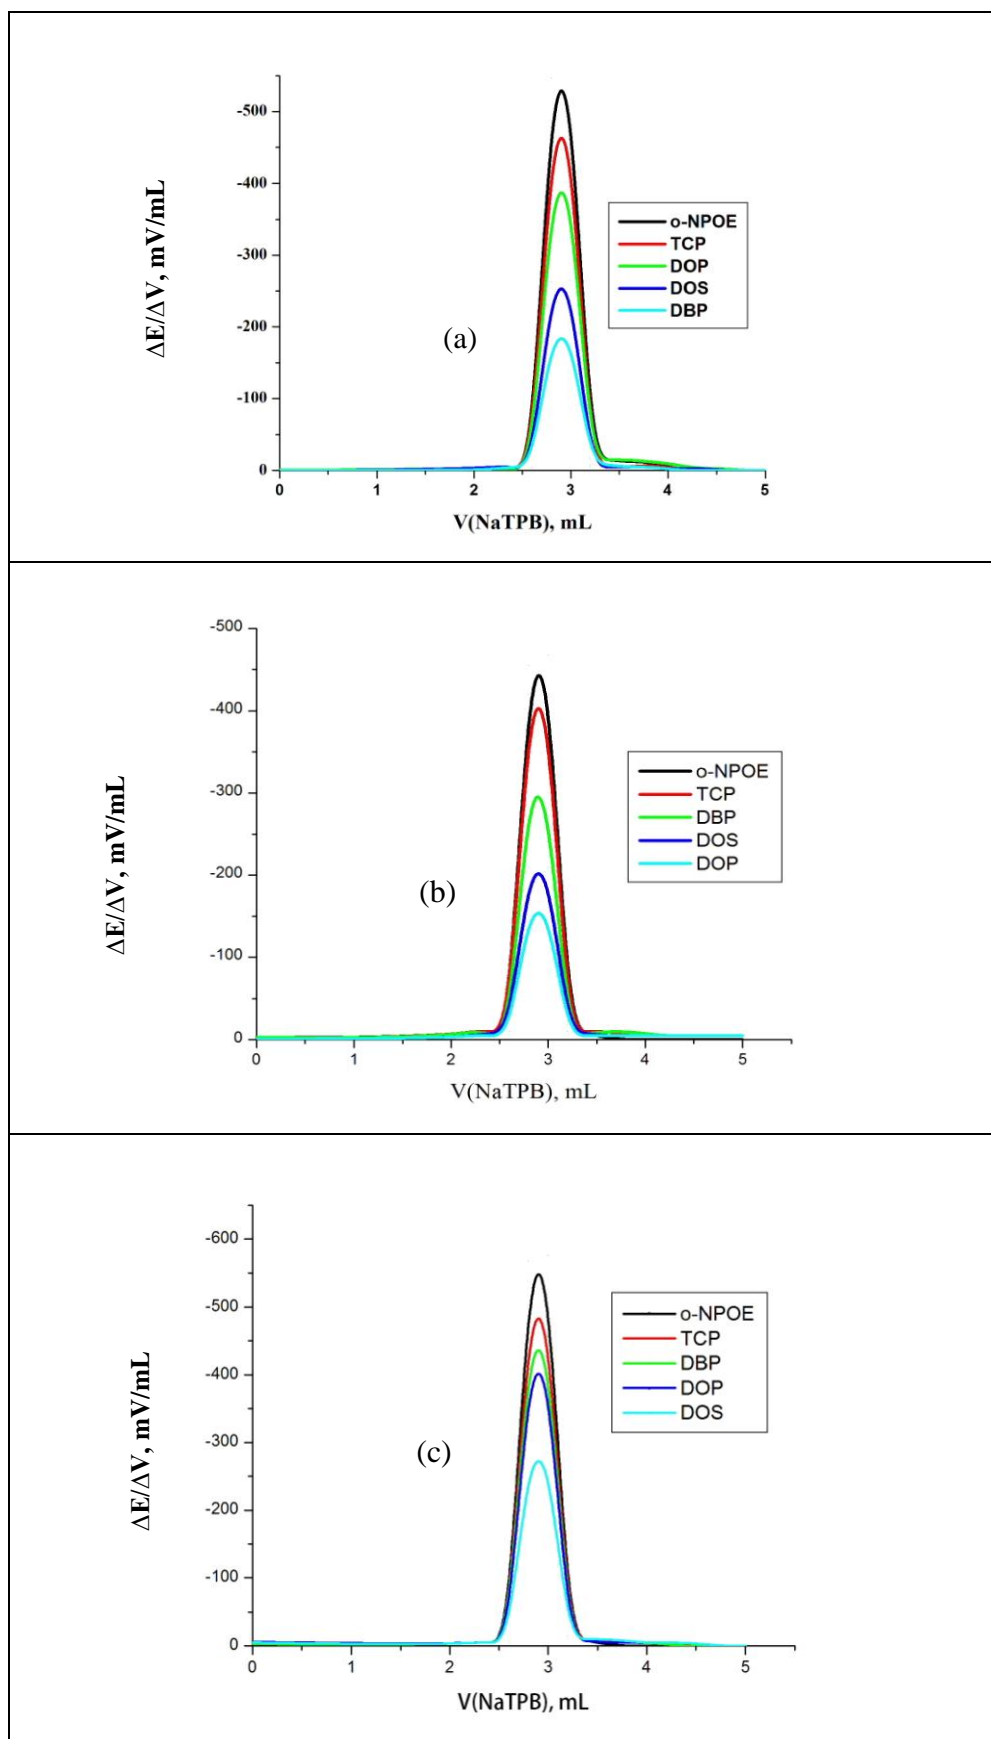 -500
-400
-300
-200
-100
0
ΔE/ΔV, mV/mL
(a)
o-NPOE
TCP
DOP
DOS
DBP
0 1 2 3 4 5
V(NaTPB), mL
-500
-400
-300
-200
-100
0
ΔE/ΔV, mV/mL
(b)
o-NPOE
TCP
DBP
DOS
DOP
0 1 2 3 4 5
V(NaTPB), mL
-600
-500
-400
-300
-200
-100
0
ΔE/ΔV, mV/mL
(c)
o-NPOE
TCP
DBP
DOP
DOS
0 1 2 3 4 5
V(NaTPB), mL